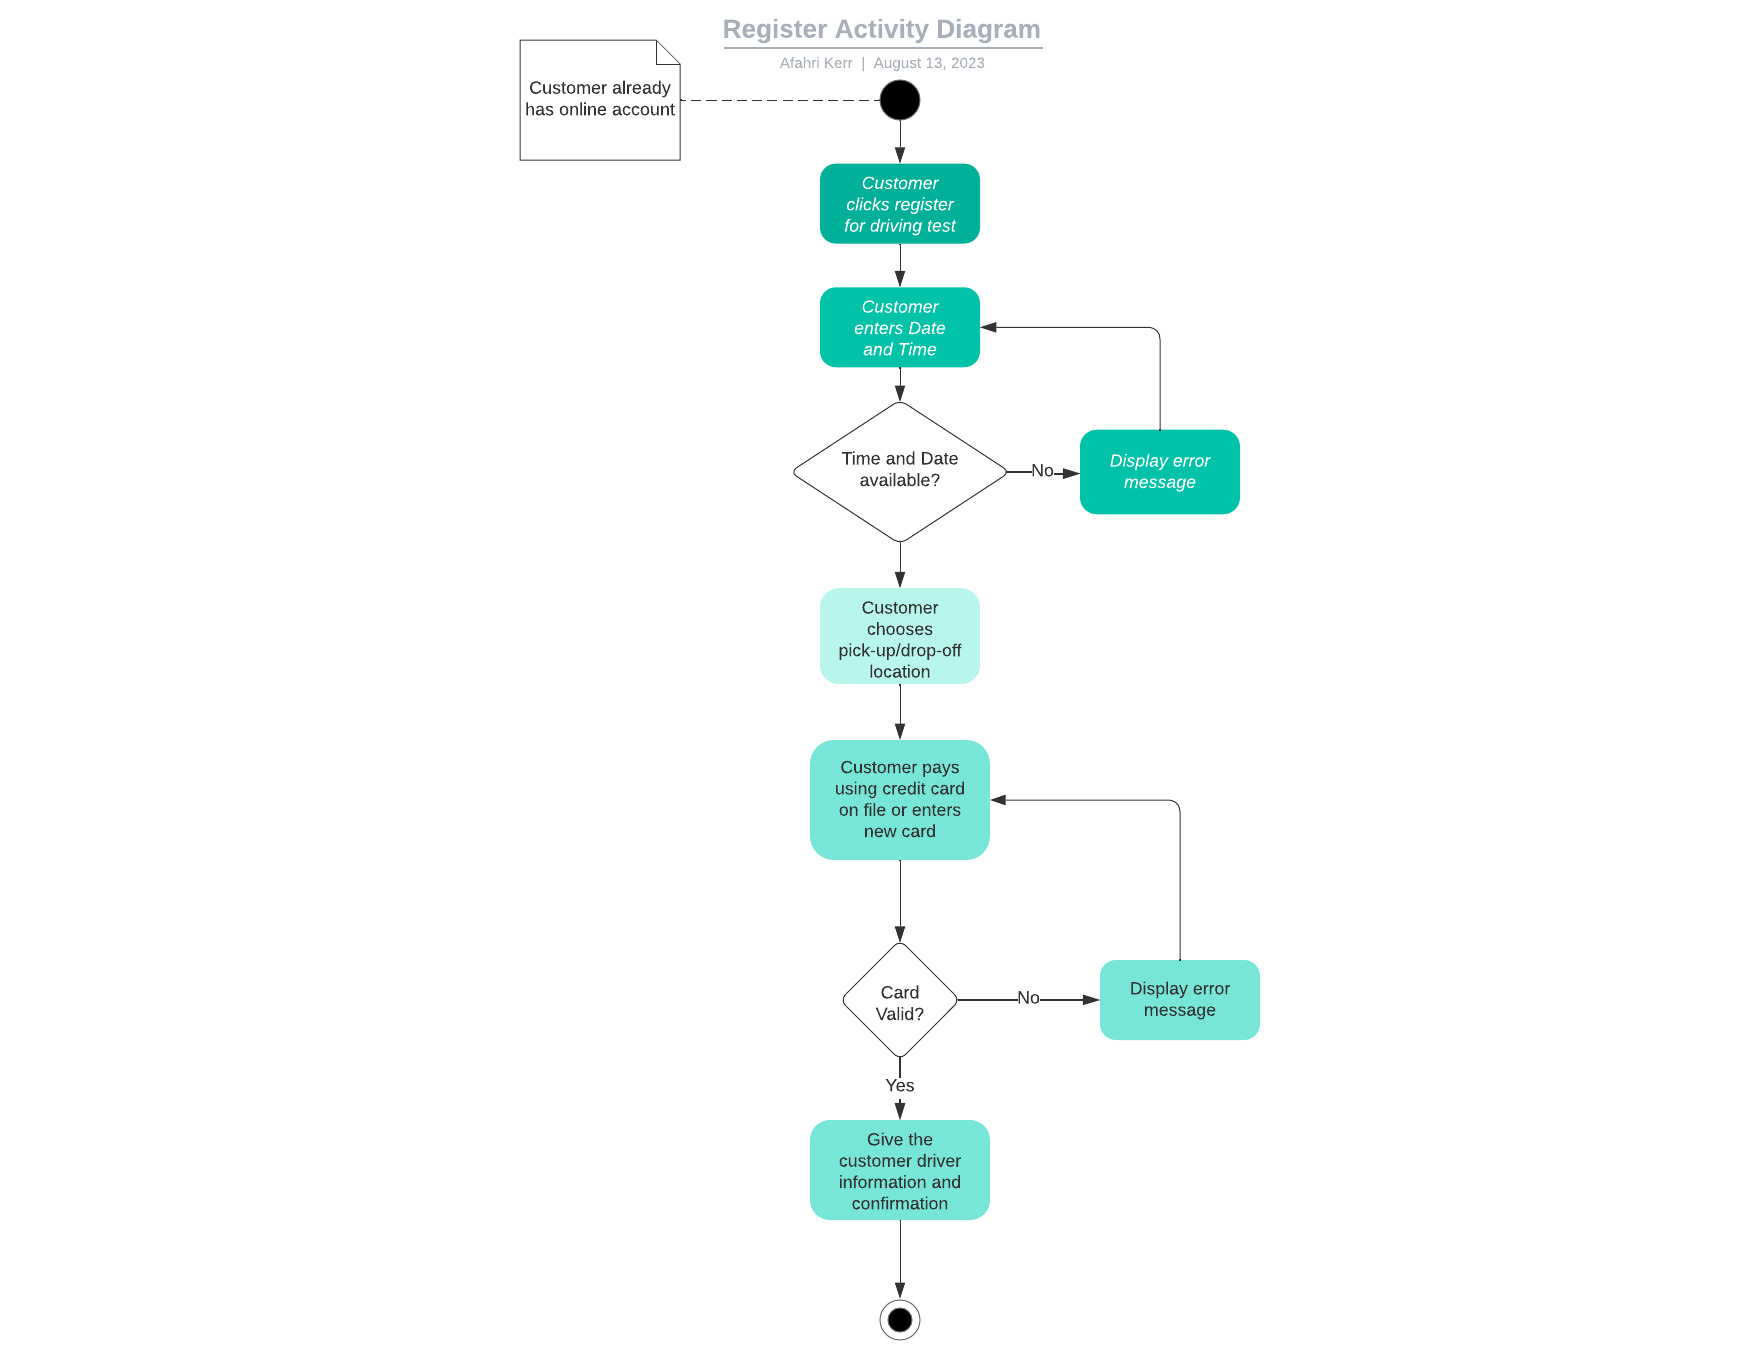 Register Activity Diagram
Afahri Kerr | August 13, 2023
Customer already
has online account
Customer
clicks register
for driving test
Customer
enters Date
and Time
Time and Date
available?
No
Display error
message
Customer
chooses
pick-up/drop-off
location
Customer pays
using credit card
on file or enters
new card
Card
Valid?
No
Display error
message
Yes
Give the
customer driver
information and
confirmation